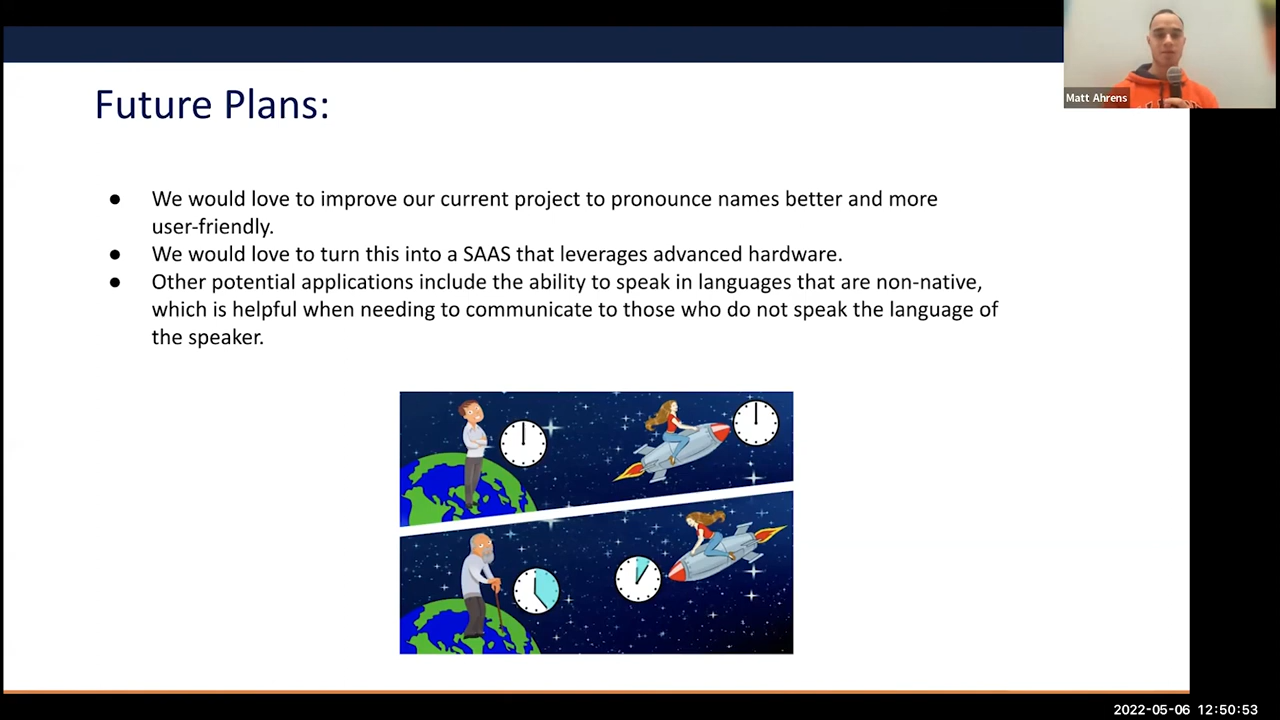 Matt Ahrens
Future Plans:
● We would love to improve our current project to pronounce names better and more
user-friendly.
● We would love to turn this into a SAAS that leverages advanced hardware.
● Other potential applications include the ability to speak in languages that are non-native,
which is helpful when needing to communicate to those who do not speak the language of
the speaker.
2022-05-06 12:50:53